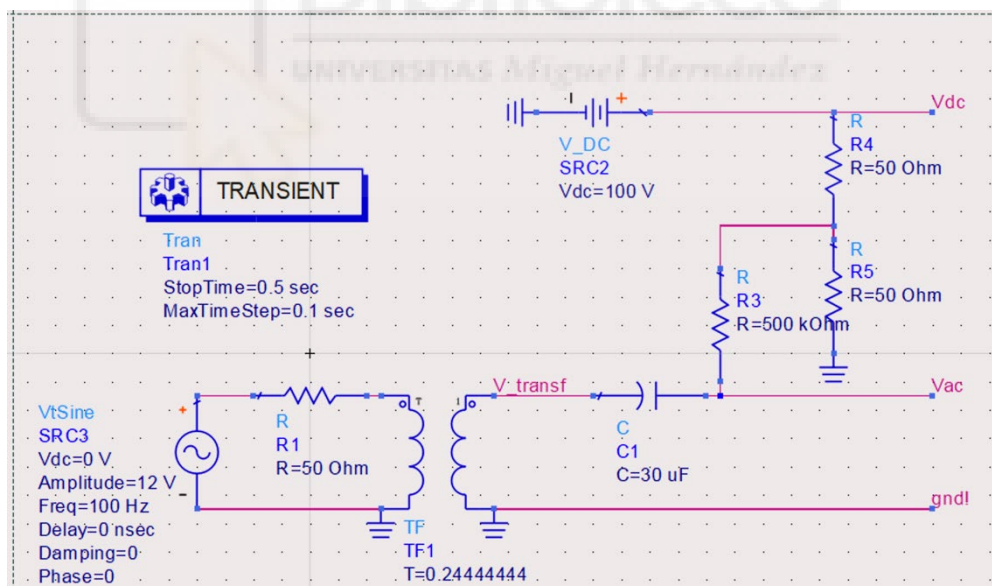 Biblioteca
UNIVERSITAS Miguel Hernández
Vdc
V_DC
SRC2
Vdc=100 V
R
R4
R=50 Ohm
TRANSIENT
Tran
Tran1
StopTime=0.5 sec
MaxTimeStep=0.1 sec
R
R3
R=500 kOhm
R
R5
R=50 Ohm
VtSine
SRC3
Vdc=0 V
Amplitude=12 V
Freq=100 Hz
Delay=0 nsec
Damping=0
Phase=0
R
R1
R=50 Ohm
T
1
V_transf
C
C1
C=30 uF
Vac
gnd!
TF
TF1
T=0.24444444